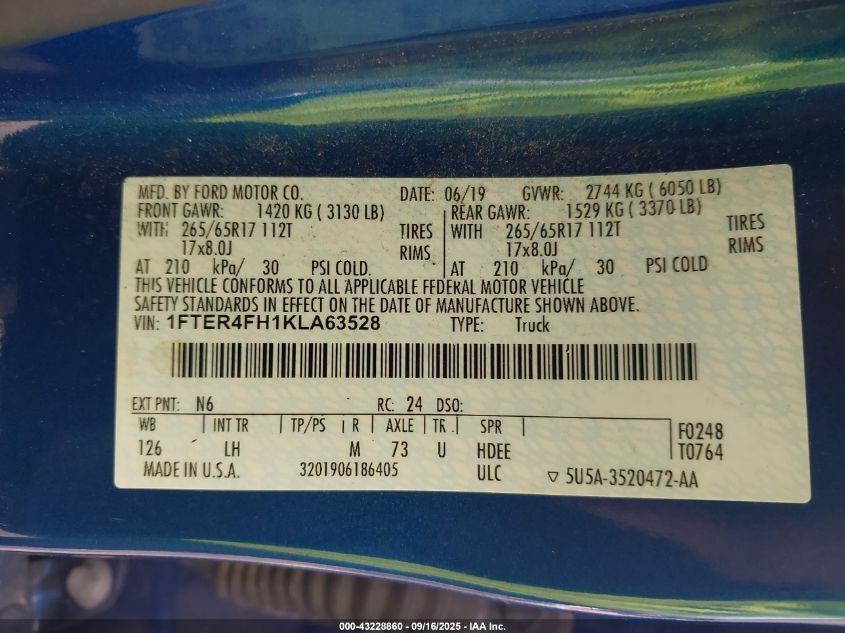 MFD. BY FORD MOTOR CO. DATE: 06/19 GVWR: 2744 KG ( 6050 LB)
FRONT GAWR: 1420 KG ( 3130 LB) REAR GAWR: 1529 KG ( 3370 LB)
WITH 265/65R17 112T TIRES WITH 265/65R17 112T TIRES
17x8.0J RIMS 17x8.0J RIMS
AT 210 kPa/ 30 PSI COLD. AT 210 kPa/ 30 PSI COLD
THIS VEHICLE CONFORMS TO ALL APPLICABLE FEDERAL MOTOR VEHICLE
SAFETY STANDARDS IN EFFECT ON THE DATE OF MANUFACTURE SHOWN ABOVE.
VIN: 1FTER4FH1KLA63528 TYPE: Truck
EXT PNT: N6 RC: 24 DSO:
WB INT TR TP/PS R AXLE TR SPR F0248
126 LH M 73 U HDEE T0764
MADE IN U.S.A. 3201906186405 ULC ▽ 5U5A-3520472-AA
000-43228860 - 09/16/2025 - IAA Inc.